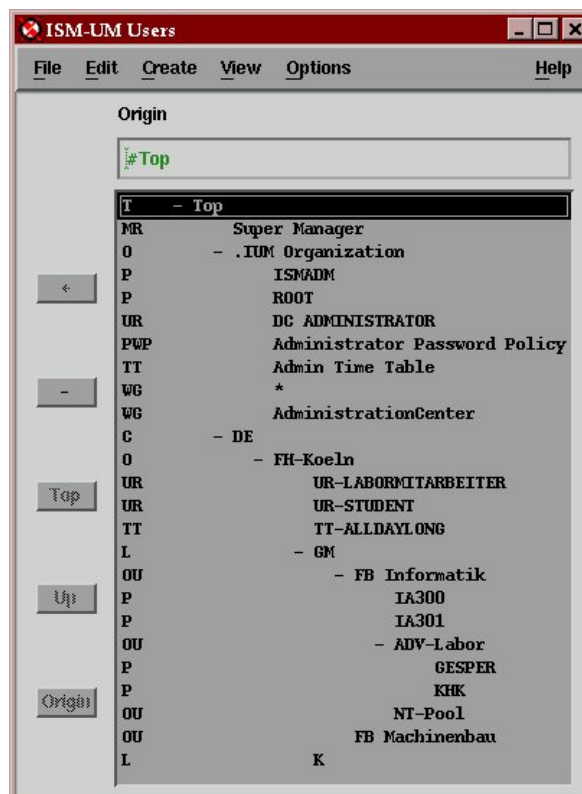 ISM-UM Users
File Edit Create View Options Help
Origin
#Top
T - Top
MR Super Manager
O - .IUM Organization
P ISMADM
P ROOT
UR DC ADMINISTRATOR
PWP Administrator Password Policy
TT Admin Time Table
WG *
WG AdministrationCenter
C - DE
O - FH-Koeln
UR UR-LABORMITARBEITER
UR UR-STUDENT
TT TT-ALLDAYLONG
L - GM
OU - FB Informatik
P IA300
P IA301
OU - ADV-Labor
P GESPER
P KHK
OU NT-Pool
OU FB Machinenbau
L K
←
-
Top
Up
Origin